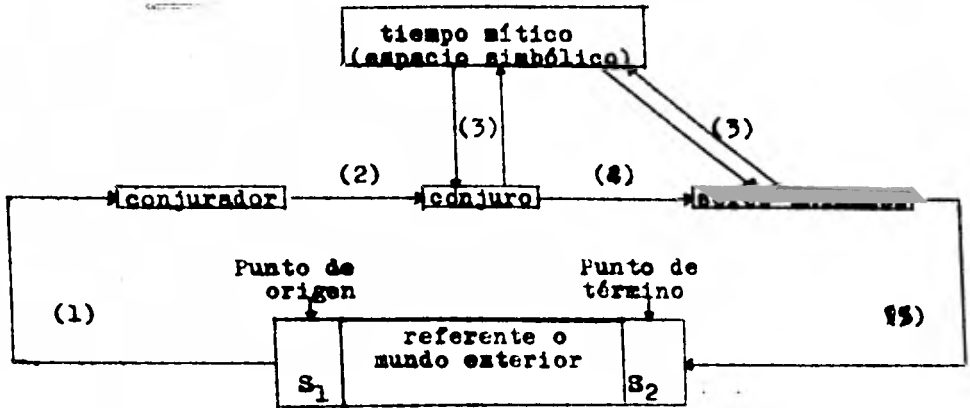 tiempo mítico
(espacio simbólico)
(3)
(3)
(2)
(4)
conjurador
conjuro
Punto de
origen
Punto de
término
(1)
referente o
mundo exterior
S1
S2